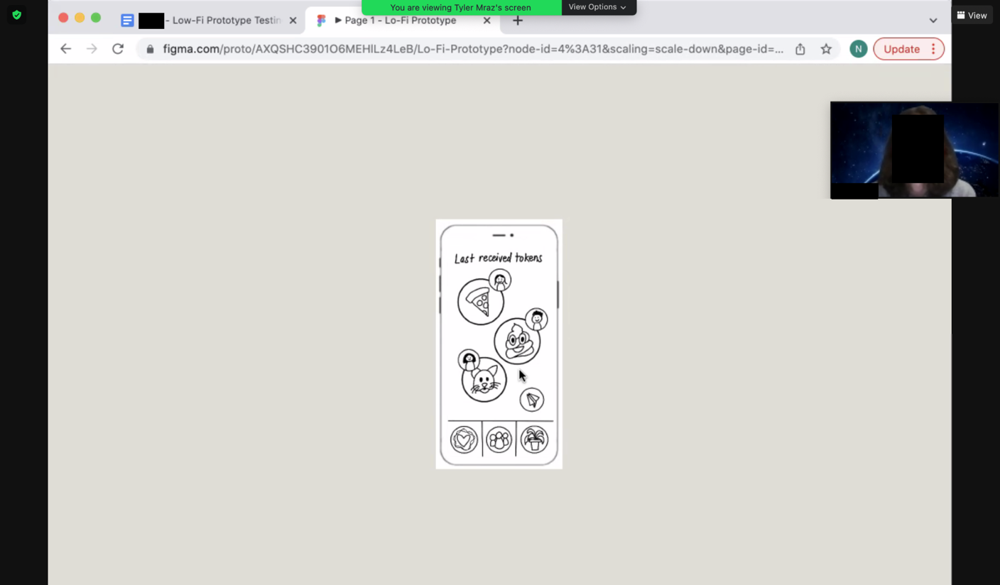 You are viewing Tyler Mraz's screen
View Options
View
- Low-Fi Prototype Testin
Page 1 - Lo-Fi Prototype
figma.com/proto/AXQSHC3901O6MEHlLz4LeB/Lo-Fi-Prototype?node-id=4%3A31&scaling=scale-down&page-id=...
N
Update
Last received tokens